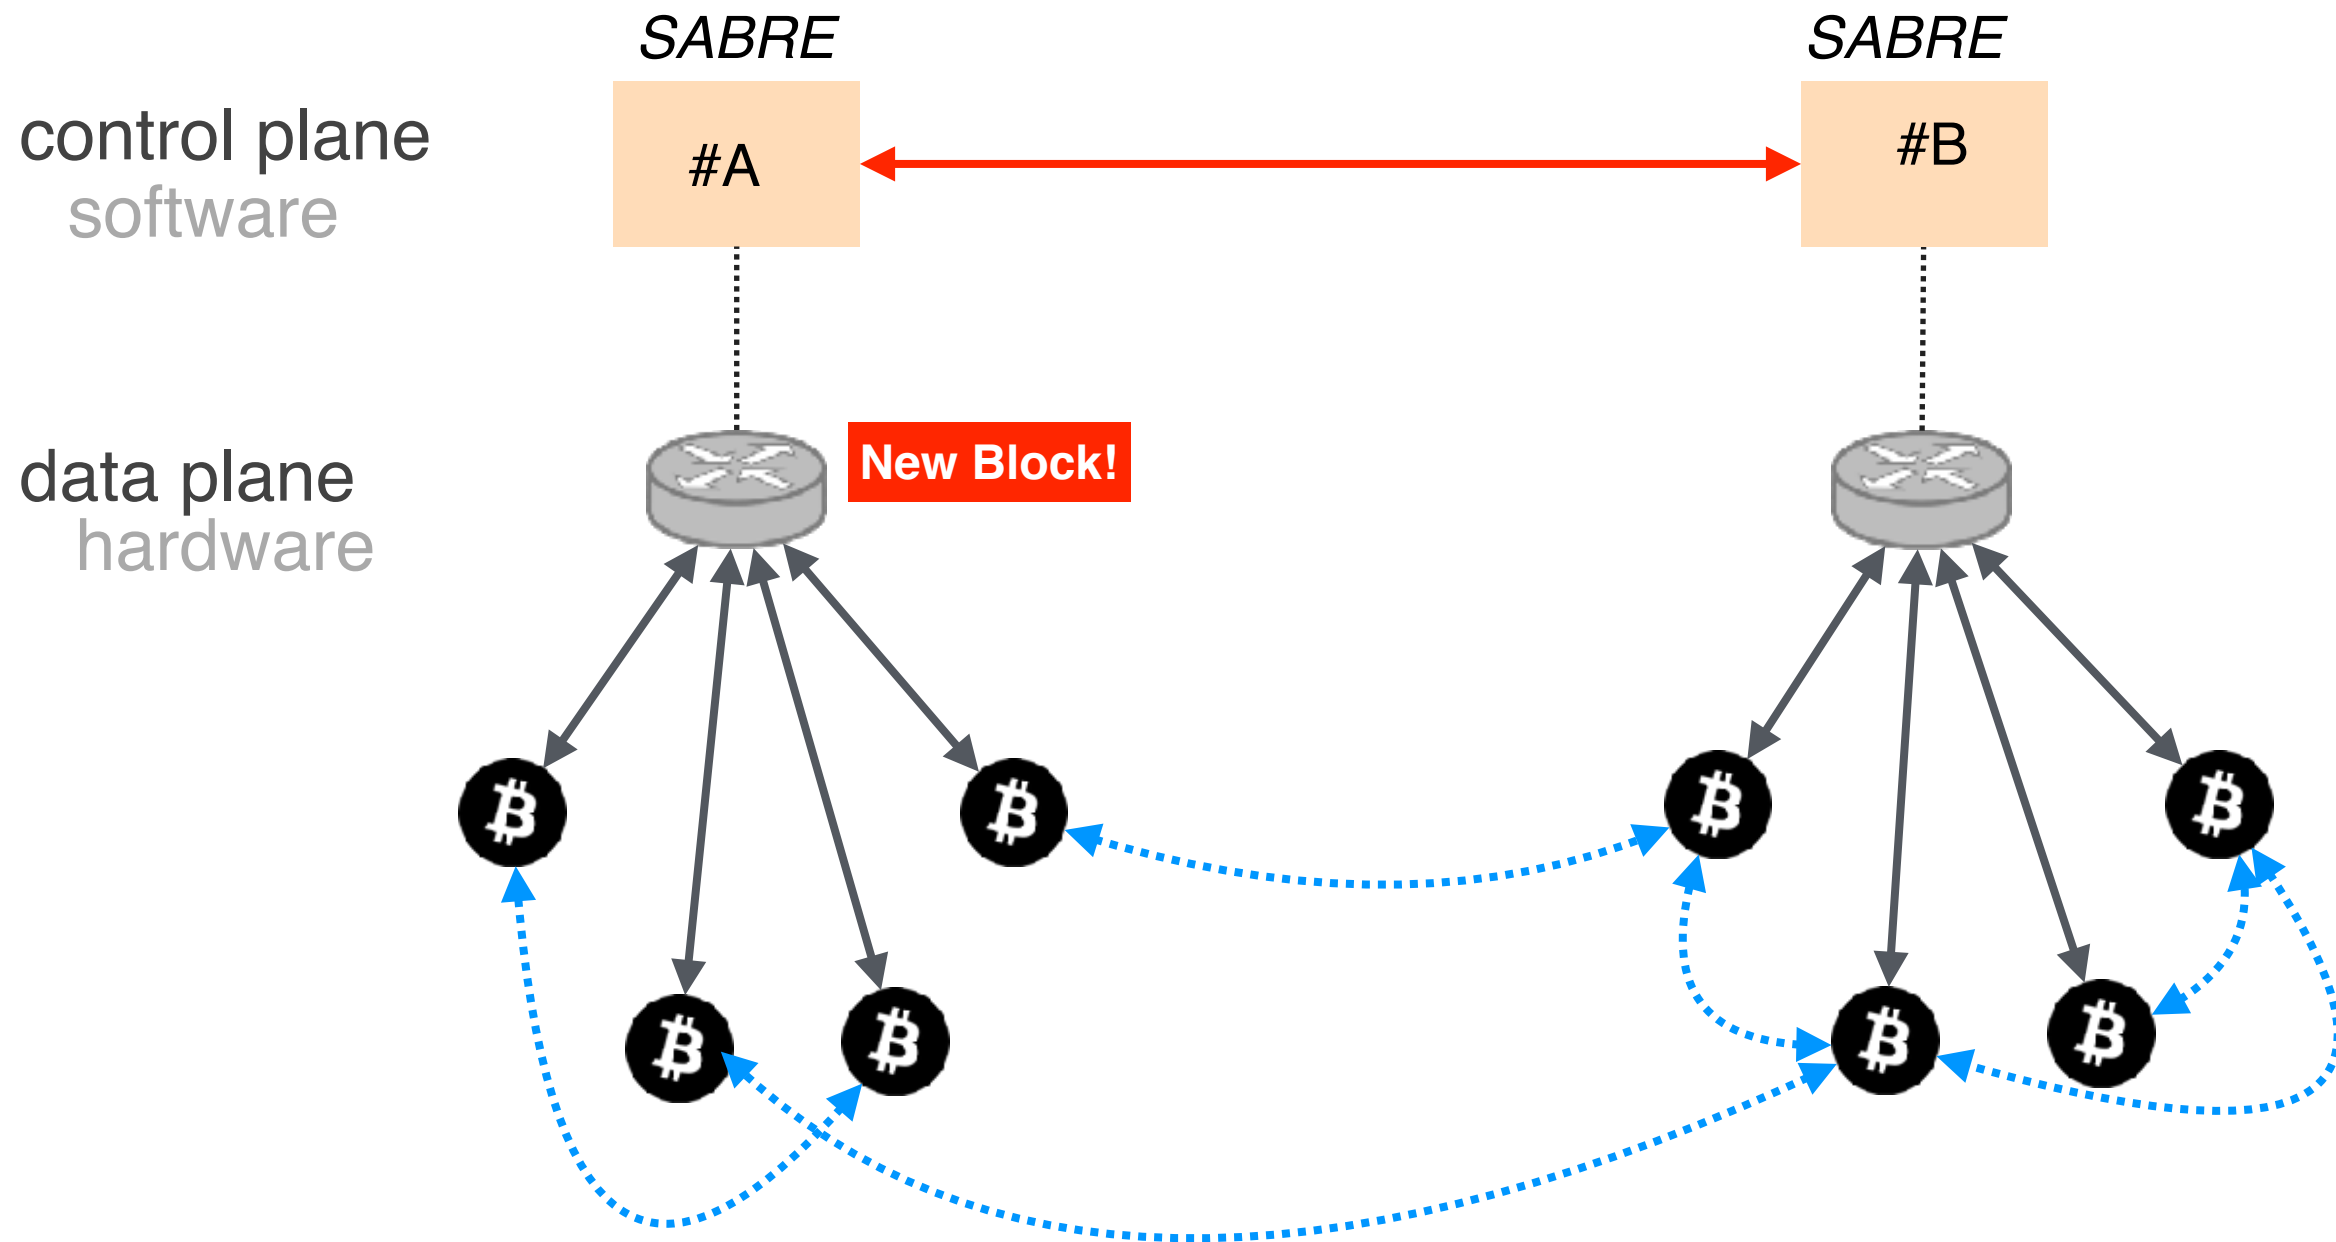 SABRE
SABRE
control plane
software
#A
#B
data plane
hardware
New Block!